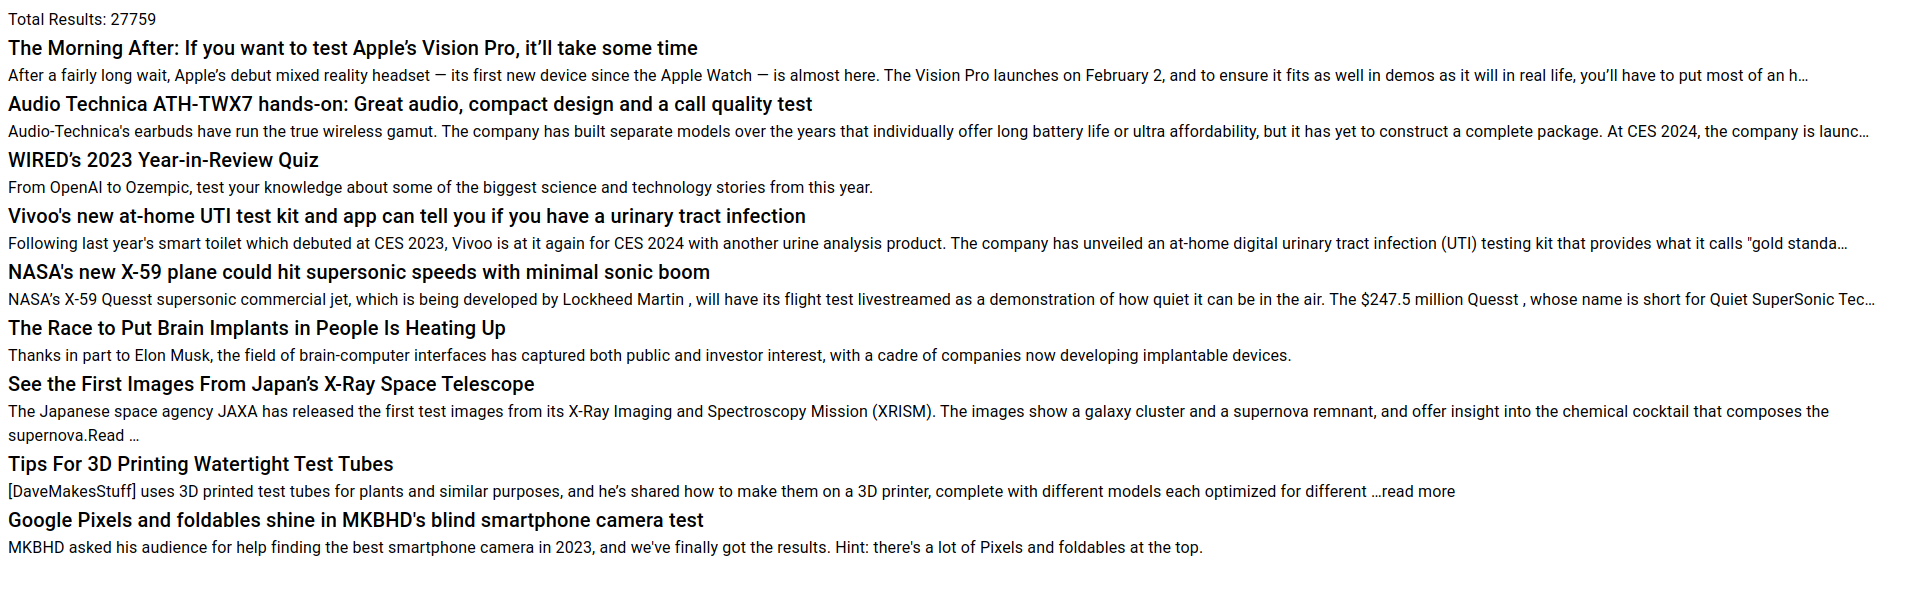 Total Results: 27759
The Morning After: If you want to test Apple’s Vision Pro, it’ll take some time
After a fairly long wait, Apple’s debut mixed reality headset — its first new device since the Apple Watch — is almost here. The Vision Pro launches on February 2, and to ensure it fits as well in demos as it will in real life, you’ll have to put most of an h…
Audio Technica ATH-TWX7 hands-on: Great audio, compact design and a call quality test
Audio-Technica's earbuds have run the true wireless gamut. The company has built separate models over the years that individually offer long battery life or ultra affordability, but it has yet to construct a complete package. At CES 2024, the company is launc…
WIRED’s 2023 Year-in-Review Quiz
From OpenAI to Ozempic, test your knowledge about some of the biggest science and technology stories from this year.
Vivoo's new at-home UTI test kit and app can tell you if you have a urinary tract infection
Following last year's smart toilet which debuted at CES 2023, Vivoo is at it again for CES 2024 with another urine analysis product. The company has unveiled an at-home digital urinary tract infection (UTI) testing kit that provides what it calls "gold standa…
NASA's new X-59 plane could hit supersonic speeds with minimal sonic boom
NASA’s X-59 Quesst supersonic commercial jet, which is being developed by Lockheed Martin , will have its flight test livestreamed as a demonstration of how quiet it can be in the air. The $247.5 million Quesst , whose name is short for Quiet SuperSonic Tec…
The Race to Put Brain Implants in People Is Heating Up
Thanks in part to Elon Musk, the field of brain-computer interfaces has captured both public and investor interest, with a cadre of companies now developing implantable devices.
See the First Images From Japan’s X-Ray Space Telescope
The Japanese space agency JAXA has released the first test images from its X-Ray Imaging and Spectroscopy Mission (XRISM). The images show a galaxy cluster and a supernova remnant, and offer insight into the chemical cocktail that composes the
supernova.Read …
Tips For 3D Printing Watertight Test Tubes
[DaveMakesStuff] uses 3D printed test tubes for plants and similar purposes, and he’s shared how to make them on a 3D printer, complete with different models each optimized for different …read more
Google Pixels and foldables shine in MKBHD's blind smartphone camera test
MKBHD asked his audience for help finding the best smartphone camera in 2023, and we've finally got the results. Hint: there's a lot of Pixels and foldables at the top.